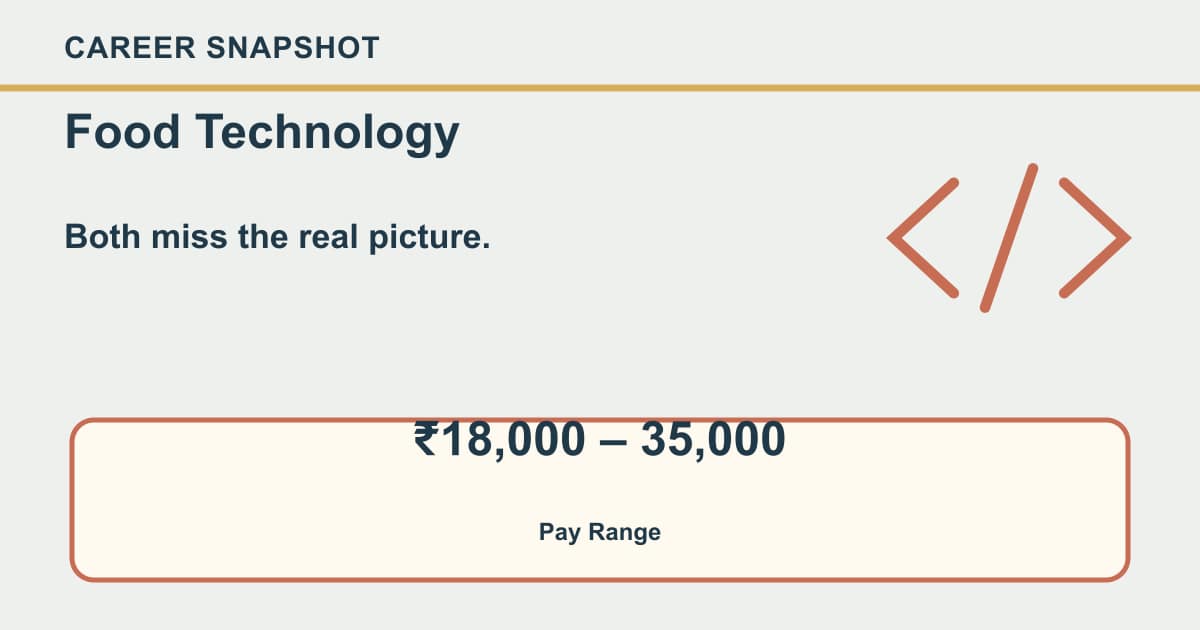 CAREER SNAPSHOT
Food Technology
Both miss the real picture.
₹18,000 – 35,000
Pay Range